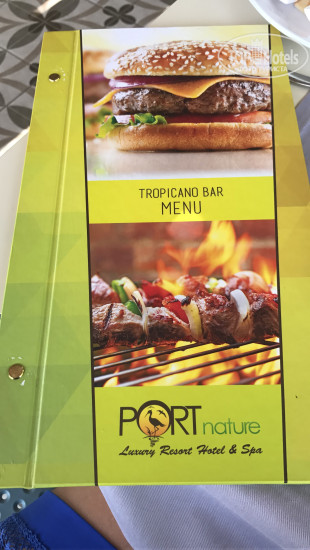 TROPICANO BAR
MENU
PORT nature
Luxury Resort Hotel & Spa